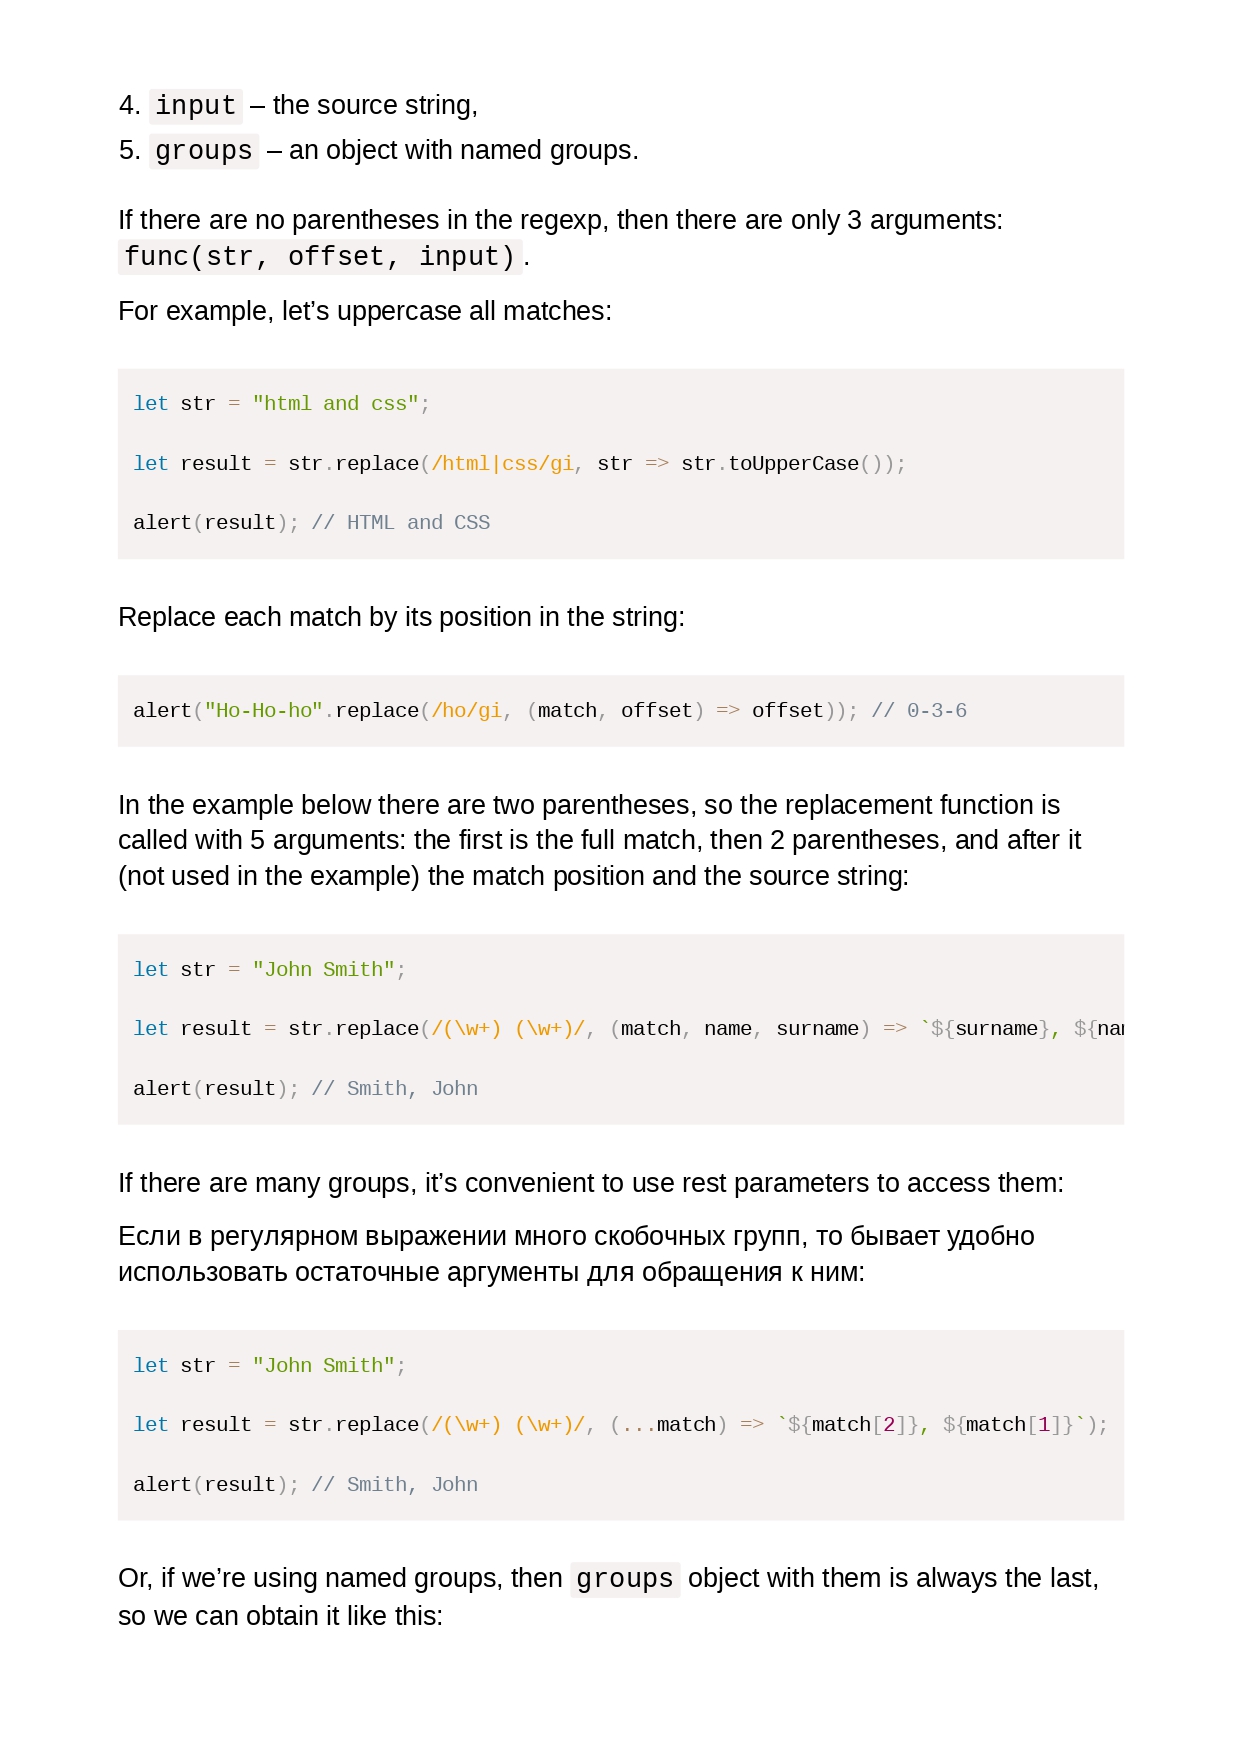 4. input – the source string,
5. groups – an object with named groups.
If there are no parentheses in the regexp, then there are only 3 arguments:
func(str, offset, input).
For example, let’s uppercase all matches:
let str = "html and css";
let result = str.replace(/html|css/gi, str => str.toUpperCase());
alert(result); // HTML and CSS
Replace each match by its position in the string:
alert("Ho-Ho-ho".replace(/ho/gi, (match, offset) => offset)); // 0-3-6
In the example below there are two parentheses, so the replacement function is
called with 5 arguments: the first is the full match, then 2 parentheses, and after it
(not used in the example) the match position and the source string:
let str = "John Smith";
let result = str.replace(/(\w+) (\w+)/, (match, name, surname) => `${surname}, ${nam
alert(result); // Smith, John
If there are many groups, it’s convenient to use rest parameters to access them:
Если в регулярном выражении много скобочных групп, то бывает удобно
использовать остаточные аргументы для обращения к ним:
let str = "John Smith";
let result = str.replace(/(\w+) (\w+)/, (...match) => `${match[2]}, ${match[1]}`);
alert(result); // Smith, John
Or, if we’re using named groups, then groups object with them is always the last,
so we can obtain it like this: